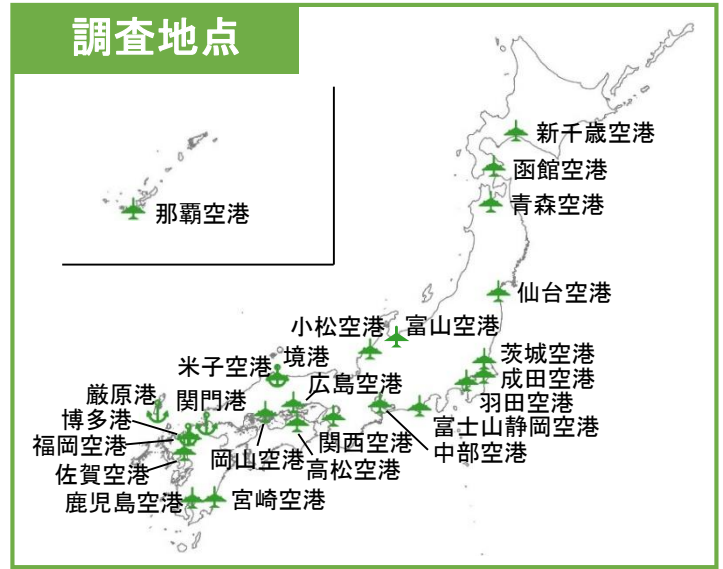 調査地点
新千歳空港
函館空港
青森空港
那覇空港
仙台空港
小松空港
富山空港
茨城空港
成田空港
羽田空港
米子空港
境港
広島空港
厳原港
関門港
博多港
福岡空港
佐賀空港
岡山空港
高松空港
関西空港
富士山静岡空港
中部空港
鹿児島空港
宮崎空港